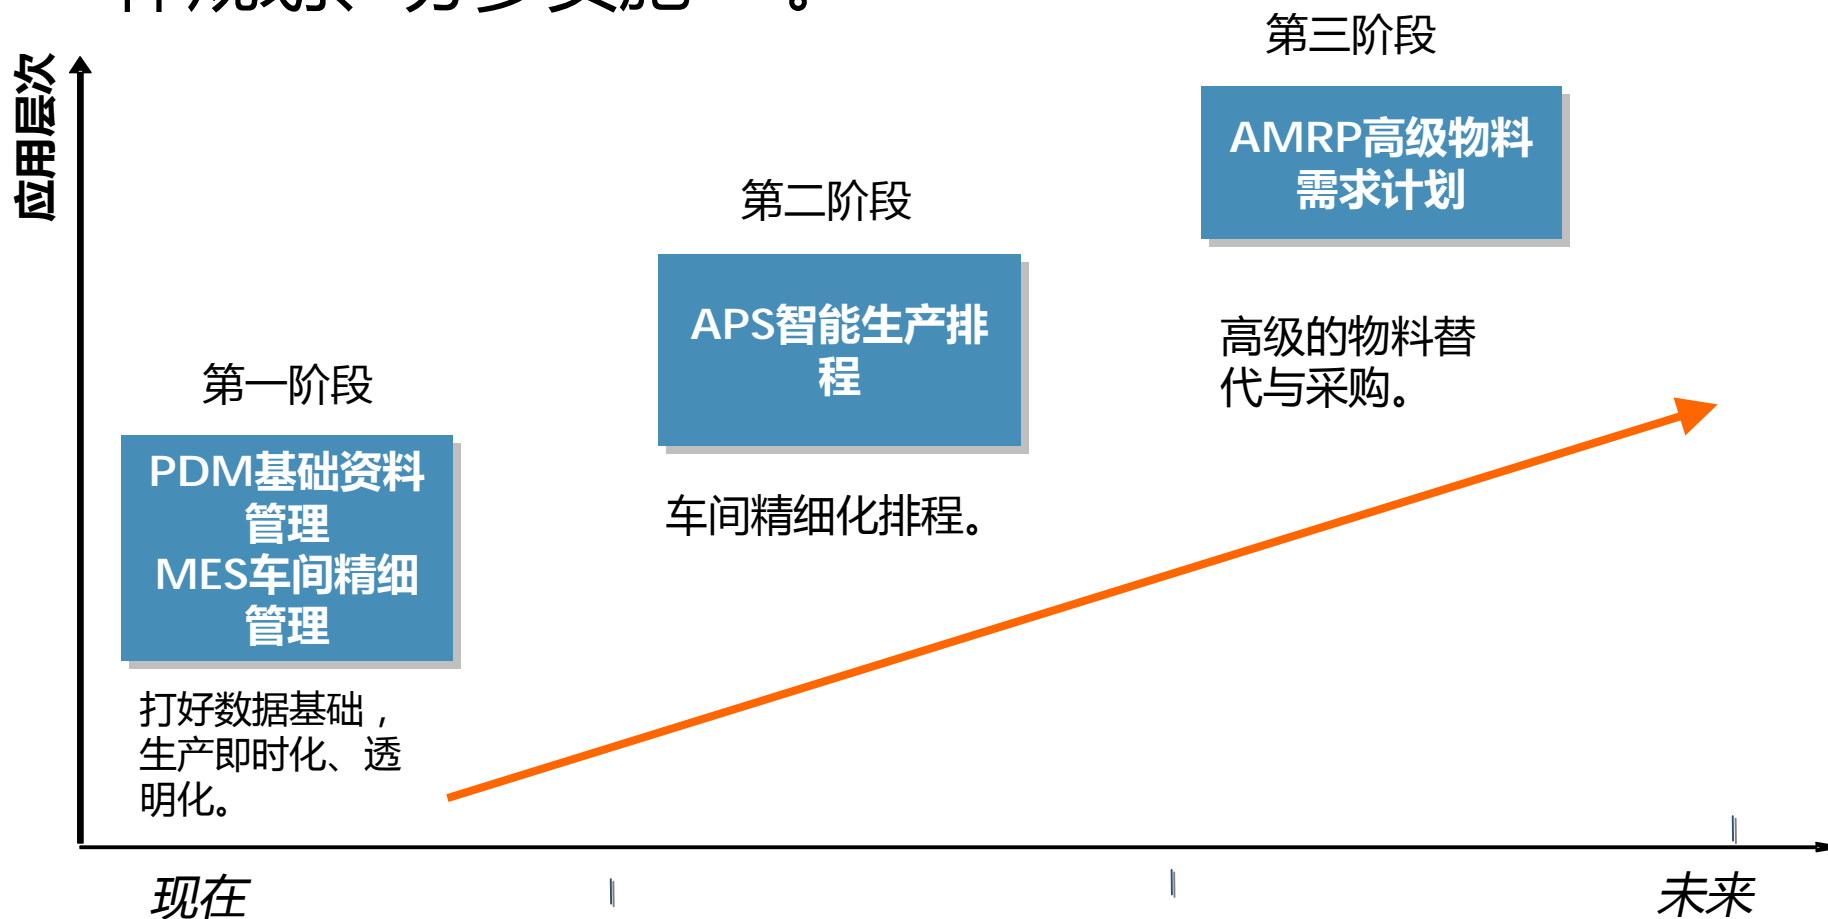 第三阶段
应用层次
AMRP高级物料
需求计划
第二阶段
APS智能生产排
程
高级的物料替
代与采购。
第一阶段
PDM基础资料
管理
MES车间精细
管理
车间精细化排程。
打好数据基础，
生产即时化、透
明化。
现在
未来